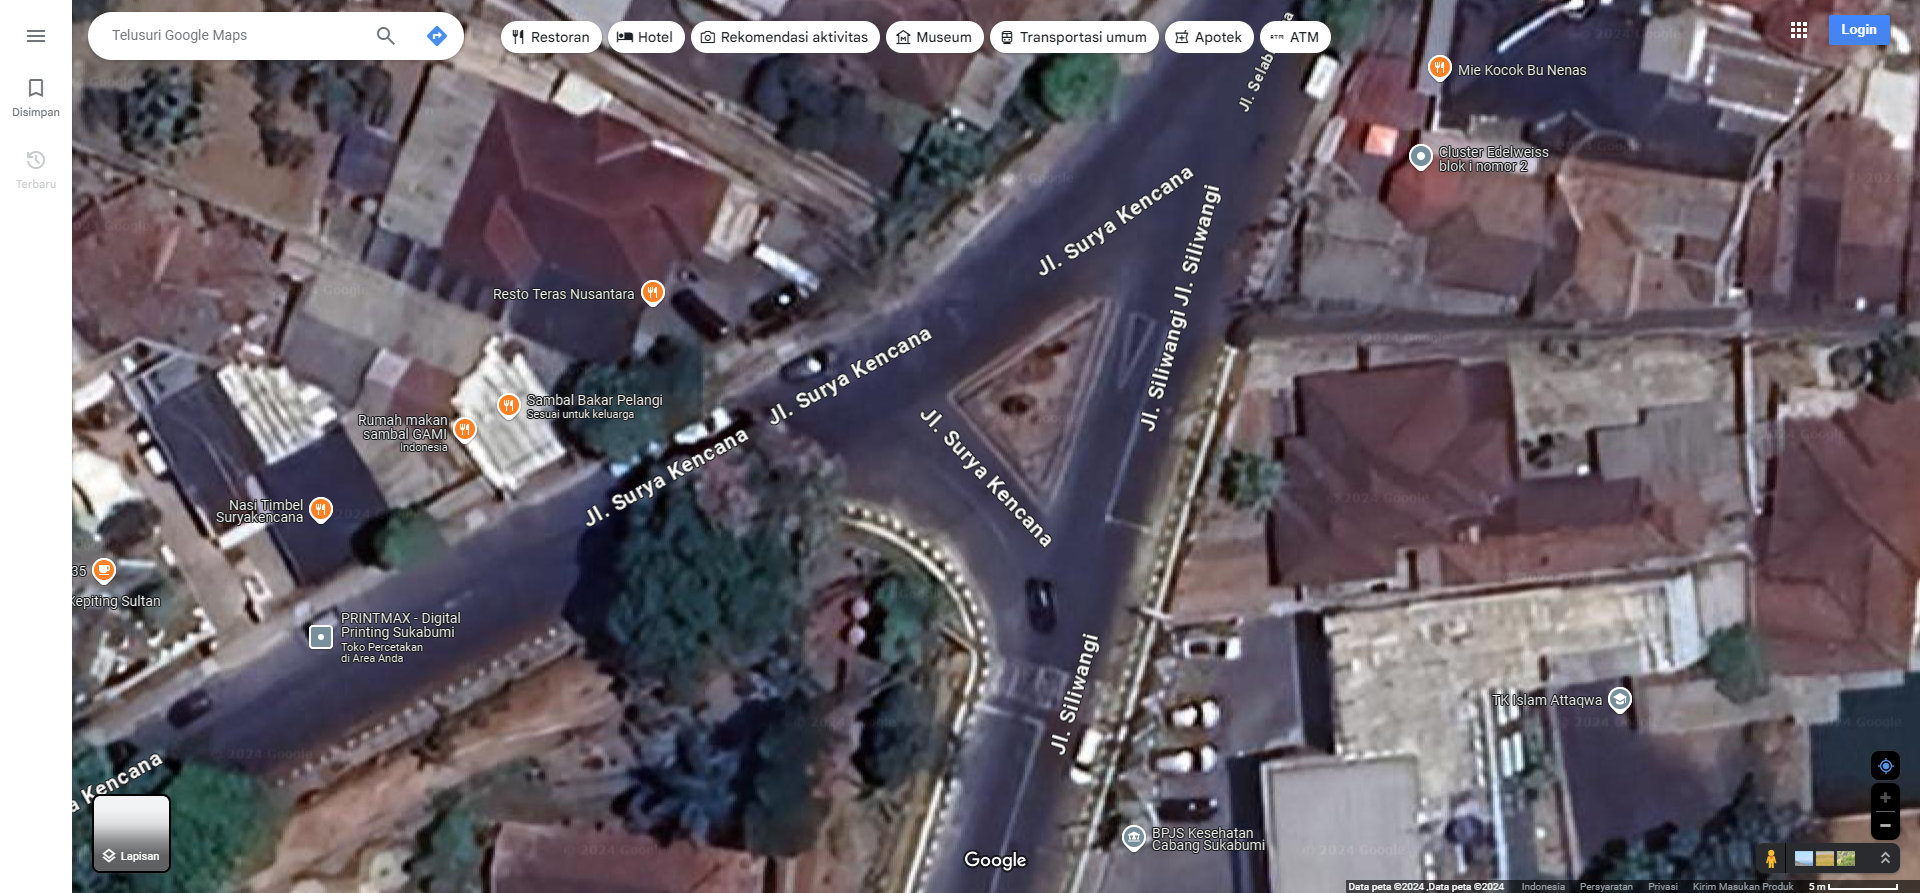 Telusuri Google Maps
Restoran
Hotel
Rekomendasi aktivitas
Museum
Transportasi umum
Apotek
ATM
Login
Disimpan
Terbaru
Mie Kocok Bu Nenas
Cluster Edelweiss
blok i nomor 2
Jl. Surya Kencana
Jl. Siliwangi
Jl. Siliwangi
Resto Teras Nusantara
Jl. Surya Kencana
Jl. Surya Kencana
Jl. Surya Kencana
Sambal Bakar Pelangi
Sesuai untuk keluarga
Rumah makan
sambal GAMI
Indonesia
Nasi Timbel
Suryakencana
35
Kepiting Sultan
PRINTMAX - Digital
Printing Sukabumi
Toko Percetakan
di Area Anda
Jl. Siliwangi
TK Islam Attaqwa
a Kencana
BPJS Kesehatan
Cabang Sukabumi
Lapisan
Google
Data peta ©2024 ,Data peta ©2024
Indonesia
Persyaratan
Privasi
Kirim Masukan Produk
5 m